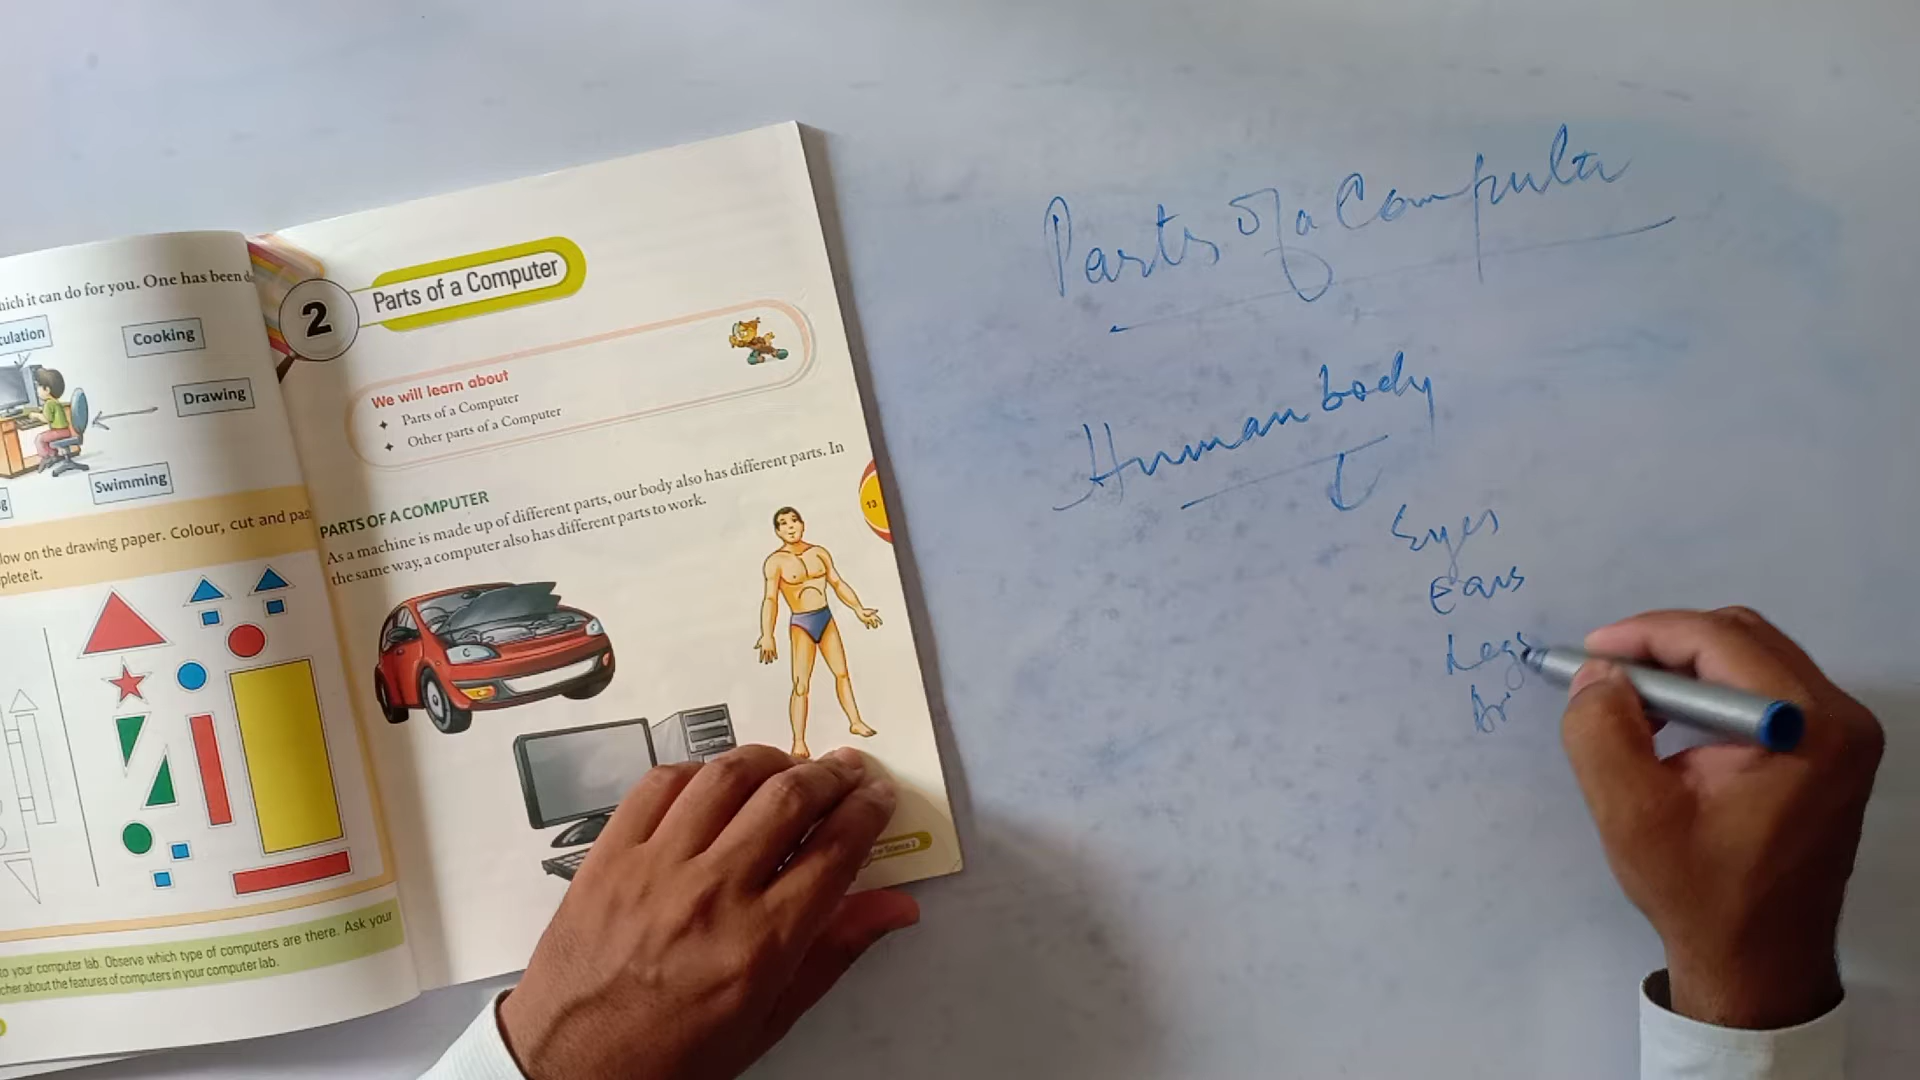 hich it can do for you. One has been d
culation
Cooking
Drawing
Swimming
g
low on the drawing paper. Colour, cut and pas
plete it.
to your computer lab. Observe which type of computers are there. Ask your
cher about the features of computers in your computer lab.
2
Parts of a Computer
We will learn about
Parts of a Computer
Other parts of a Computer
PARTS OF A COMPUTER
As a machine is made up of different parts, our body also has different parts. In
the same way, a computer also has different parts to work.
13
Science-2
Parts of a Computer
Human body
Eyes
Ears
Legs
Ar